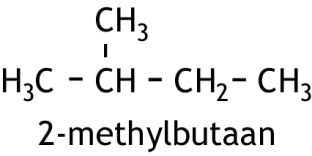 CH₃
H₃C – CH – CH₂– CH₃
2-methylbutaan